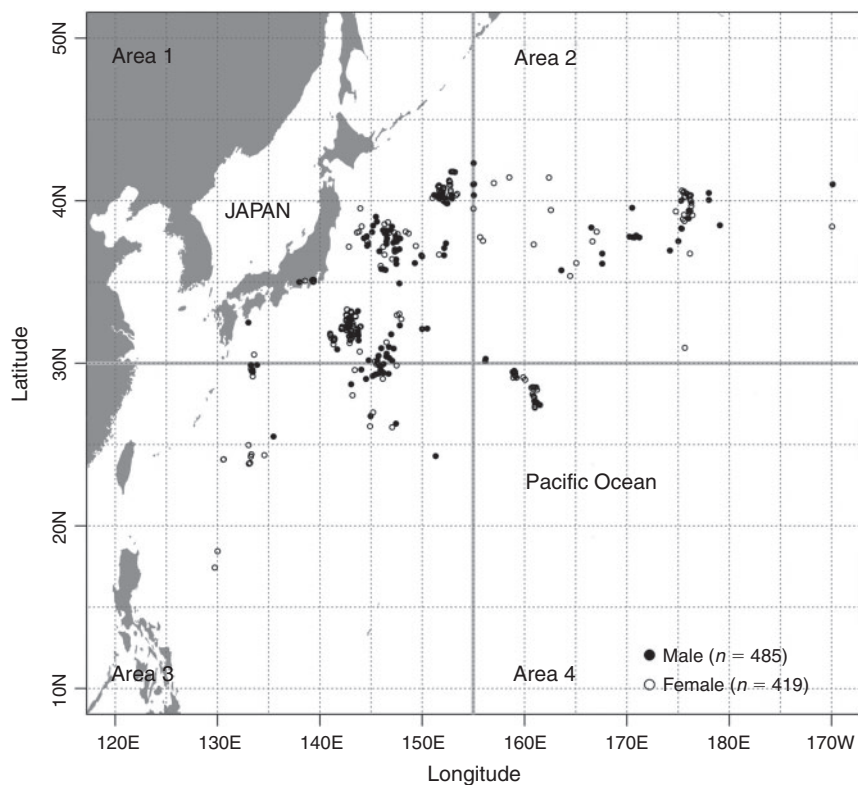 50N
Area 1
Area 2
40N
JAPAN
Latitude
30N
Pacific Ocean
20N
Male (n = 485)
Area 3
Area 4
Female (n = 419)
10N
120E 130E 140E 150E 160E 170E 180E 170W
Longitude